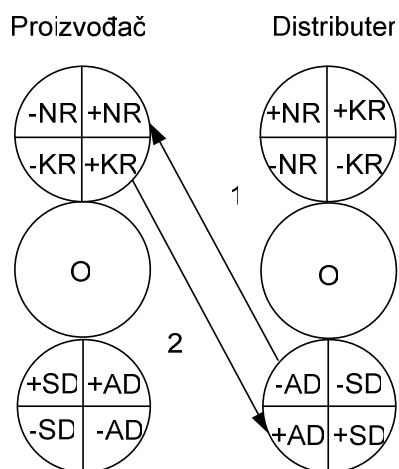 Proizvođač Distributer
-NR +NR +NR +KR
-KR +KR -NR -KR
1
O O
2
+SD +AD -AD -SD
-SD -AD +AD +SD